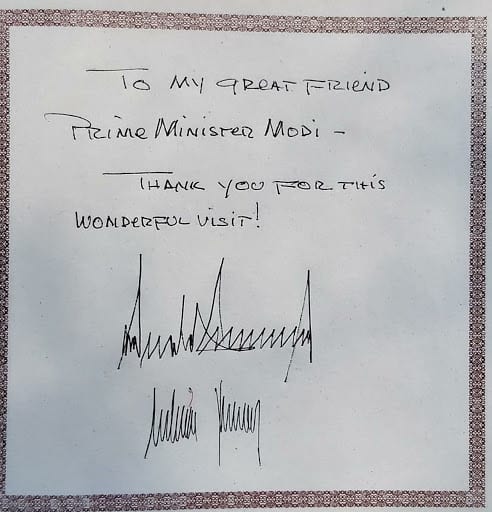 To my great friend
Prime Minister Modi –
Thank you for this
wonderful visit!